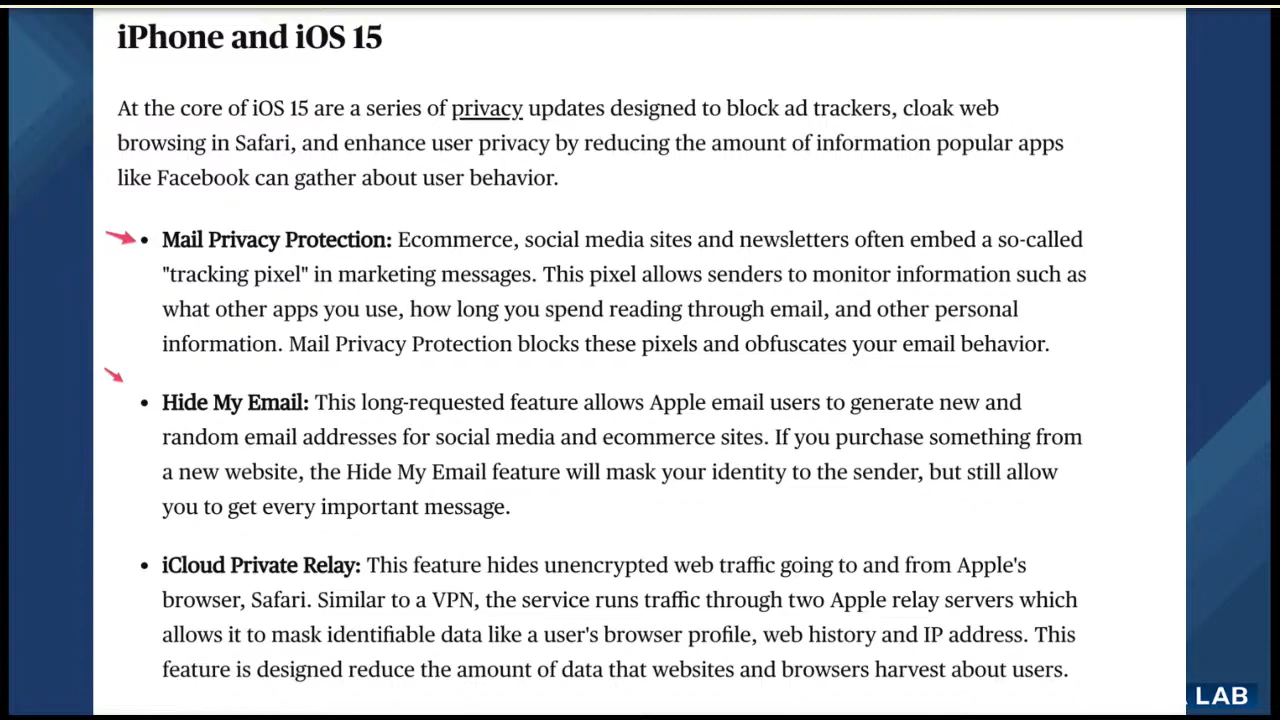 iPhone and iOS 15
At the core of iOS 15 are a series of privacy updates designed to block ad trackers, cloak web
browsing in Safari, and enhance user privacy by reducing the amount of information popular apps
like Facebook can gather about user behavior.
• Mail Privacy Protection: Ecommerce, social media sites and newsletters often embed a so-called
"tracking pixel" in marketing messages. This pixel allows senders to monitor information such as
what other apps you use, how long you spend reading through email, and other personal
information. Mail Privacy Protection blocks these pixels and obfuscates your email behavior.
• Hide My Email: This long-requested feature allows Apple email users to generate new and
random email addresses for social media and ecommerce sites. If you purchase something from
a new website, the Hide My Email feature will mask your identity to the sender, but still allow
you to get every important message.
• iCloud Private Relay: This feature hides unencrypted web traffic going to and from Apple's
browser, Safari. Similar to a VPN, the service runs traffic through two Apple relay servers which
allows it to mask identifiable data like a user's browser profile, web history and IP address. This
feature is designed reduce the amount of data that websites and browsers harvest about users.
LAB